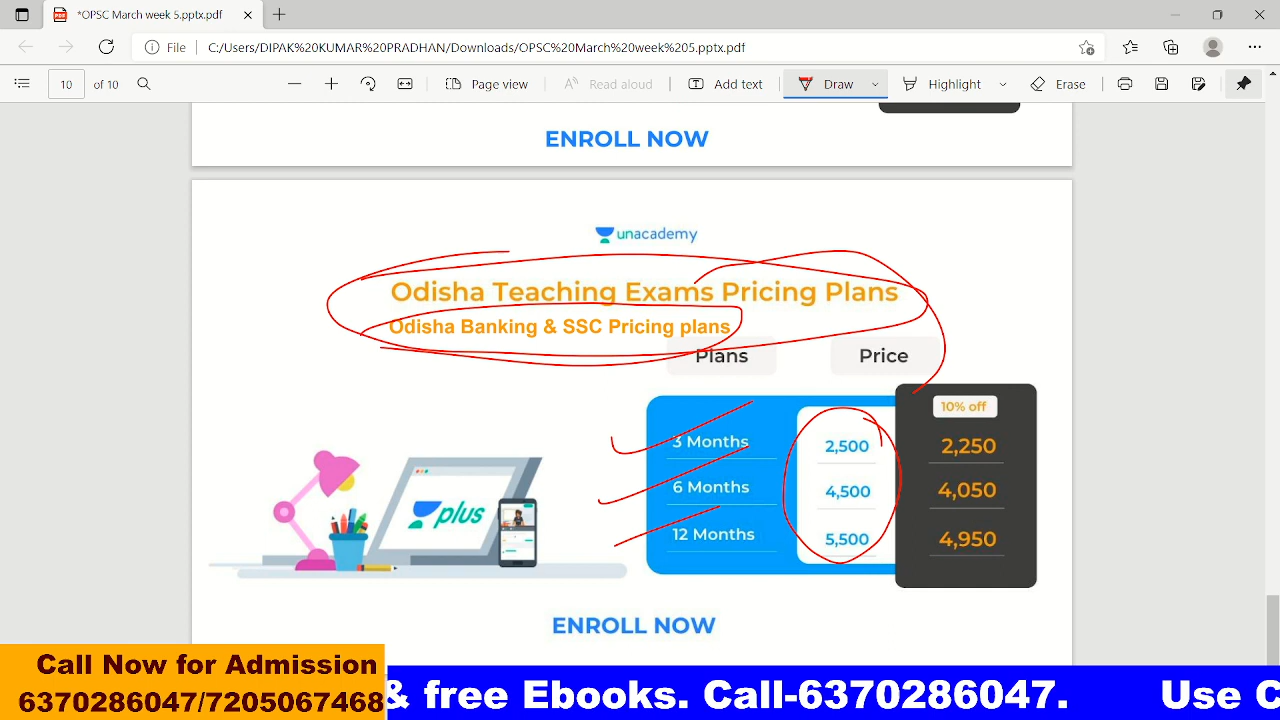 *OPSC March week 5.pptx.pdf
File
C:/Users/DIPAK%20KUMAR%20PRADHAN/Downloads/OPSC%20March%20week%205.pptx.pdf
10 of 10
Page view
Read aloud
Add text
Draw
Highlight
Erase
ENROLL NOW
unacademy
Odisha Teaching Exams Pricing Plans
Odisha Banking & SSC Pricing plans
Plans Price
10% off
3 Months 2,500 2,250
6 Months 4,500 4,050
12 Months 5,500 4,950
plus
ENROLL NOW
Call Now for Admission
6370286047/7205067468
& free Ebooks. Call-6370286047. Use C